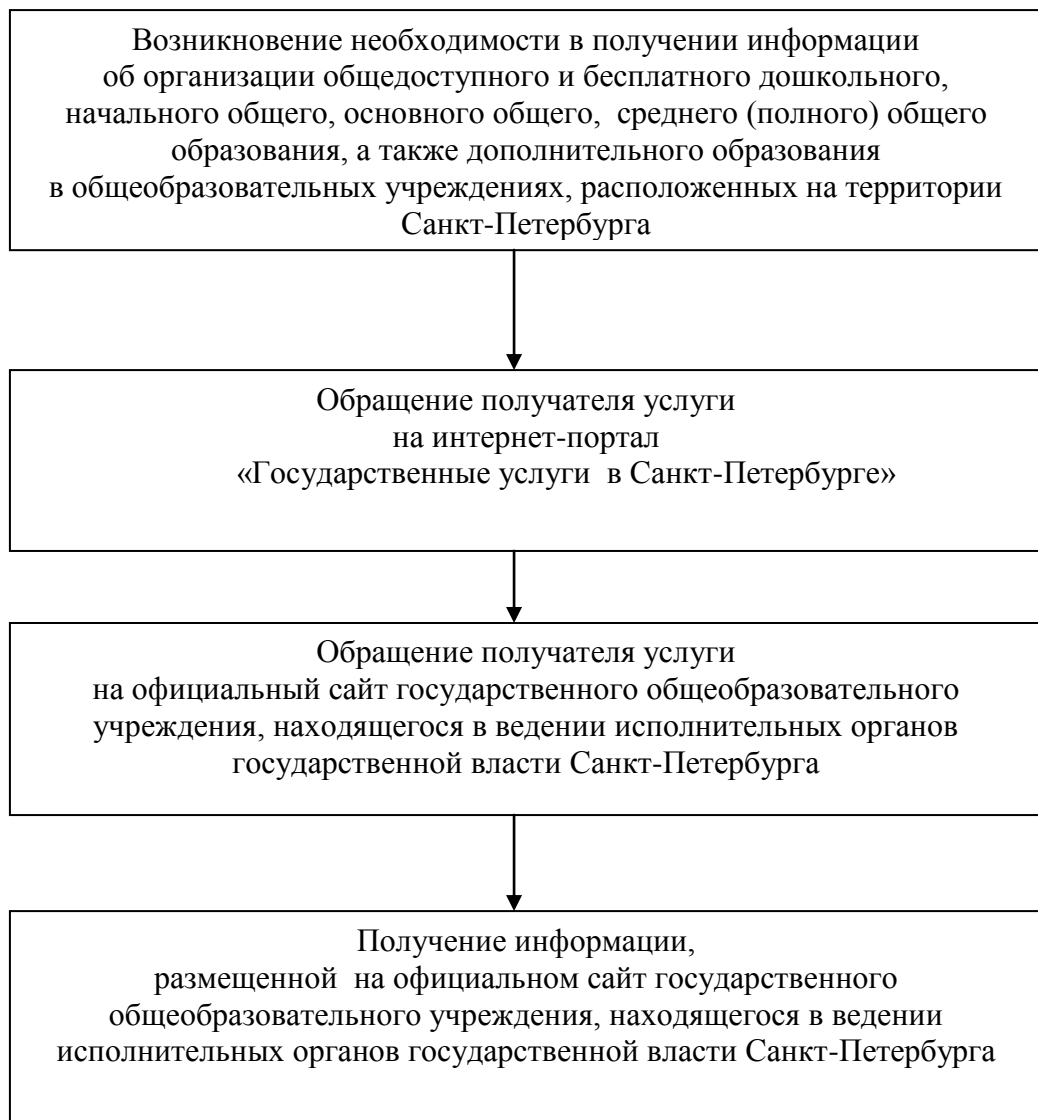 Возникновение необходимости в получении информации
об организации общедоступного и бесплатного дошкольного,
начального общего, основного общего,  среднего (полного) общего
образования, а также дополнительного образования
в общеобразовательных учреждениях, расположенных на территории
Санкт-Петербурга
Обращение получателя услуги
на интернет-портал
«Государственные услуги  в Санкт-Петербурге»
Обращение получателя услуги
на официальный сайт государственного общеобразовательного
учреждения, находящегося в ведении исполнительных органов
государственной власти Санкт-Петербурга
Получение информации,
размещенной  на официальном сайт государственного
общеобразовательного учреждения, находящегося в ведении
исполнительных органов государственной власти Санкт-Петербурга